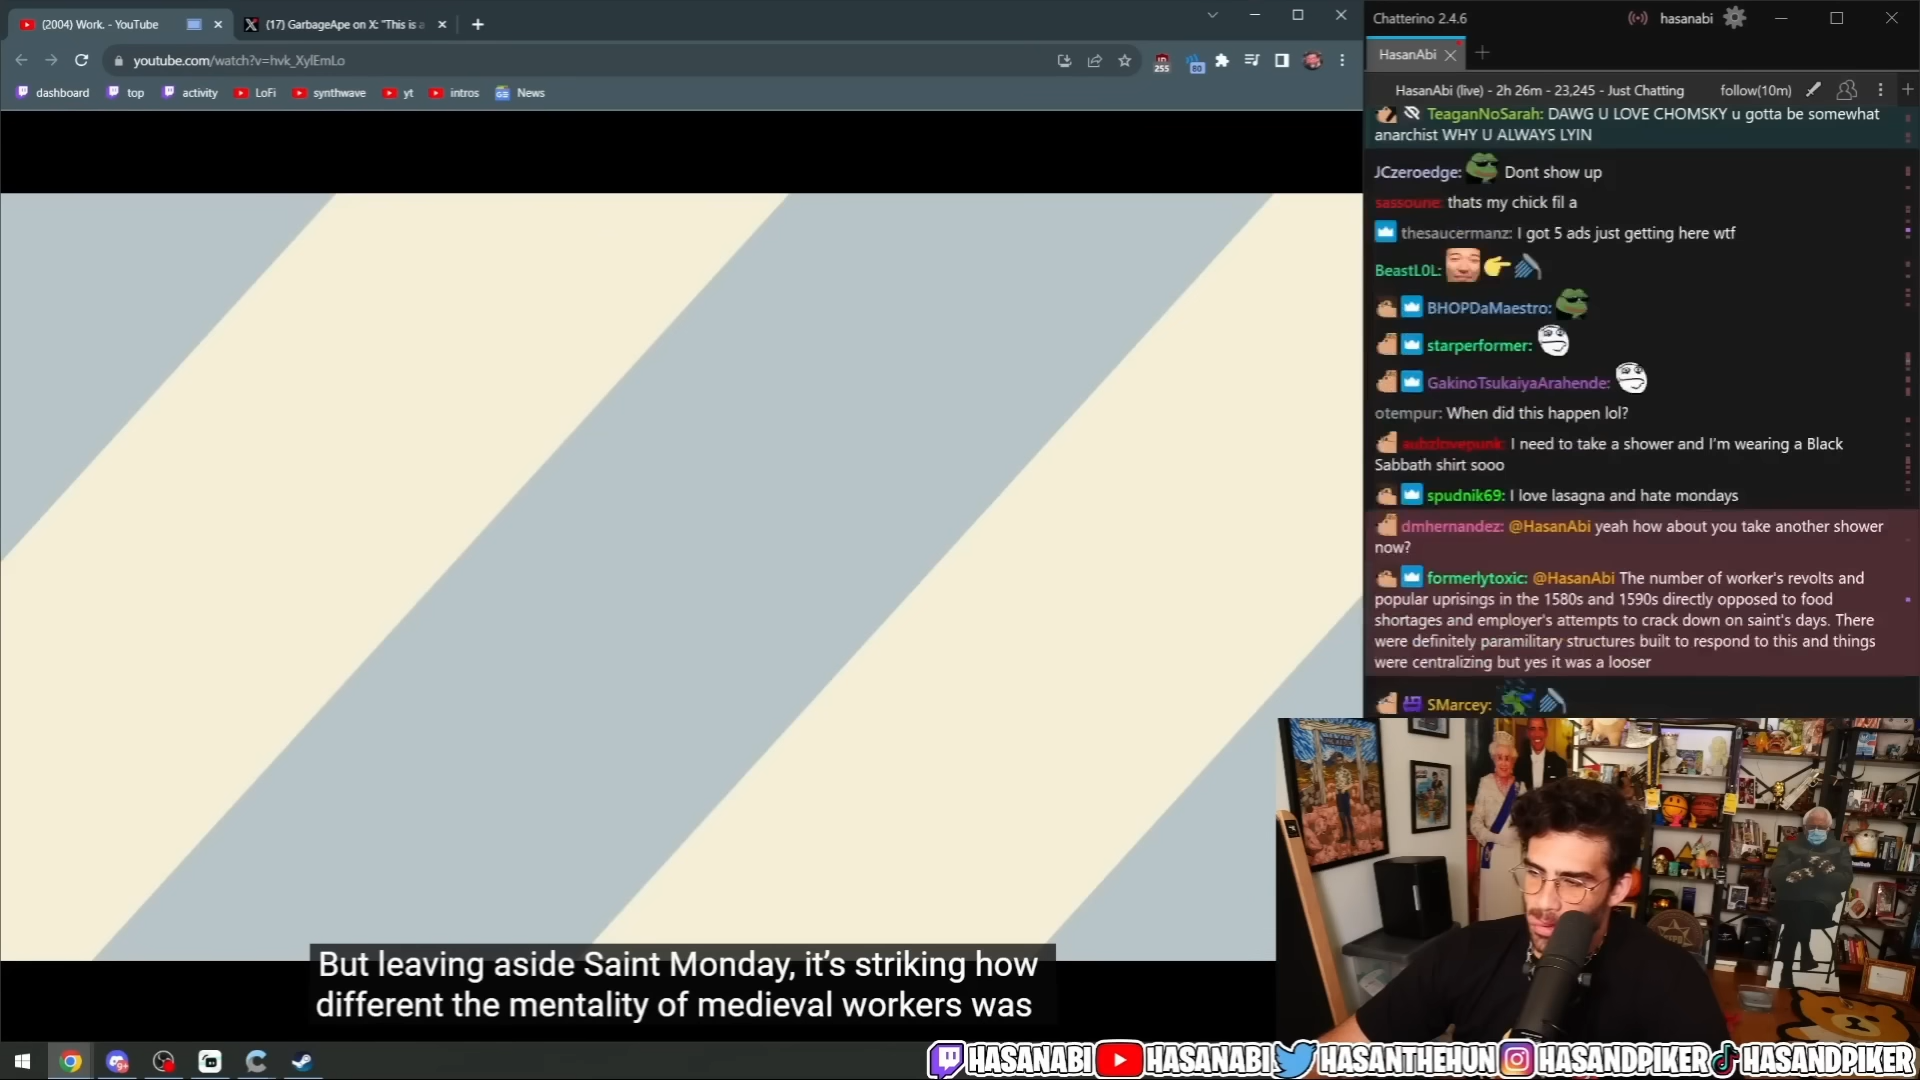 (2004) Work. - YouTube
(17) GarbageApe on X: "This is a
youtube.com/watch?v=hvk_XylEmLo
255
80
dashboard
top
activity
LoFi
synthwave
yt
intros
News
But leaving aside Saint Monday, it's striking how
different the mentality of medieval workers was
Chatterino 2.4.6
hasanabi
HasanAbi
HasanAbi (live) - 2h 26m - 23,245 - Just Chatting
follow(10m)
TeaganNoSarah: DAWG U LOVE CHOMSKY u gotta be somewhat
anarchist WHY U ALWAYS LYIN
JCzeroedge: Dont show up
sassoune: thats my chick fil a
thesaucermanz: I got 5 ads just getting here wtf
BeastL0L:
BHOPDaMaestro:
starperformer:
GakinoTsukaiyaArahende:
otempur: When did this happen lol?
aubzlovepunk: I need to take a shower and I'm wearing a Black
Sabbath shirt sooo
spudnik69: I love lasagna and hate mondays
dmhernandez: @HasanAbi yeah how about you take another shower
now?
formerlytoxic: @HasanAbi The number of worker's revolts and
popular uprisings in the 1580s and 1590s directly opposed to food
shortages and employer's attempts to crack down on saint's days. There
were definitely paramilitary structures built to respond to this and things
were centralizing but yes it was a looser
SMarcey:
HASANABI
HASANABI
HASANTHEHUN
HASANDPIKER
HASANDPIKER